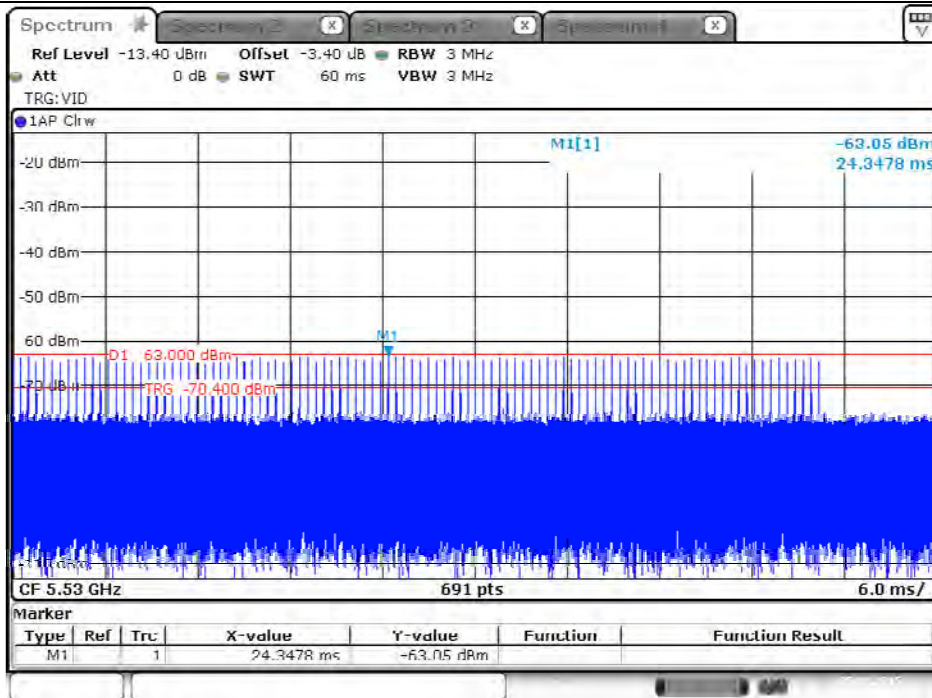 Spectrum
Ref Level -13.40 dBm Offset -3.40 dB RBW 3 MHz
Att 0 dB SWT 60 ms VBW 3 MHz
TRG:VID
1AP Clrw
M1[1] -63.05 dBm
24.3478 ms
-20 dBm
-30 dBm
-40 dBm
-50 dBm
60 dBm
M1
D1 63.000 dBm
TRG -70.400 dBm
CF 5.53 GHz 691 pts 6.0 ms/
Marker
Type Ref Trc X-value Y-value Function Function Result
M1 1 24.3478 ms -63.05 dBm